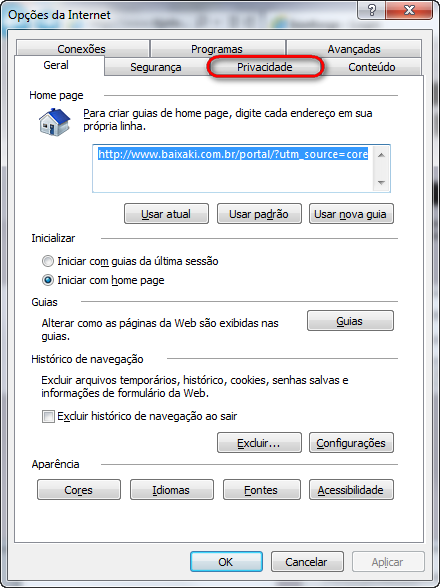 Opções da Internet
Conexões Programas Avançadas
Geral Segurança Privacidade Conteúdo
Home page
Para criar guias de home page, digite cada endereço em sua
própria linha.
http://www.baixaki.com.br/portal/?utm_source=core
Usar atual Usar padrão Usar nova guia
Inicializar
Iniciar com guias da última sessão
Iniciar com home page
Guias
Alterar como as páginas da Web são exibidas nas
guias.
Guias
Histórico de navegação
Excluir arquivos temporários, histórico, cookies, senhas salvas e
informações de formulário da Web.
Excluir histórico de navegação ao sair
Excluir... Configurações
Aparência
Cores Idiomas Fontes Acessibilidade
OK Cancelar Aplicar